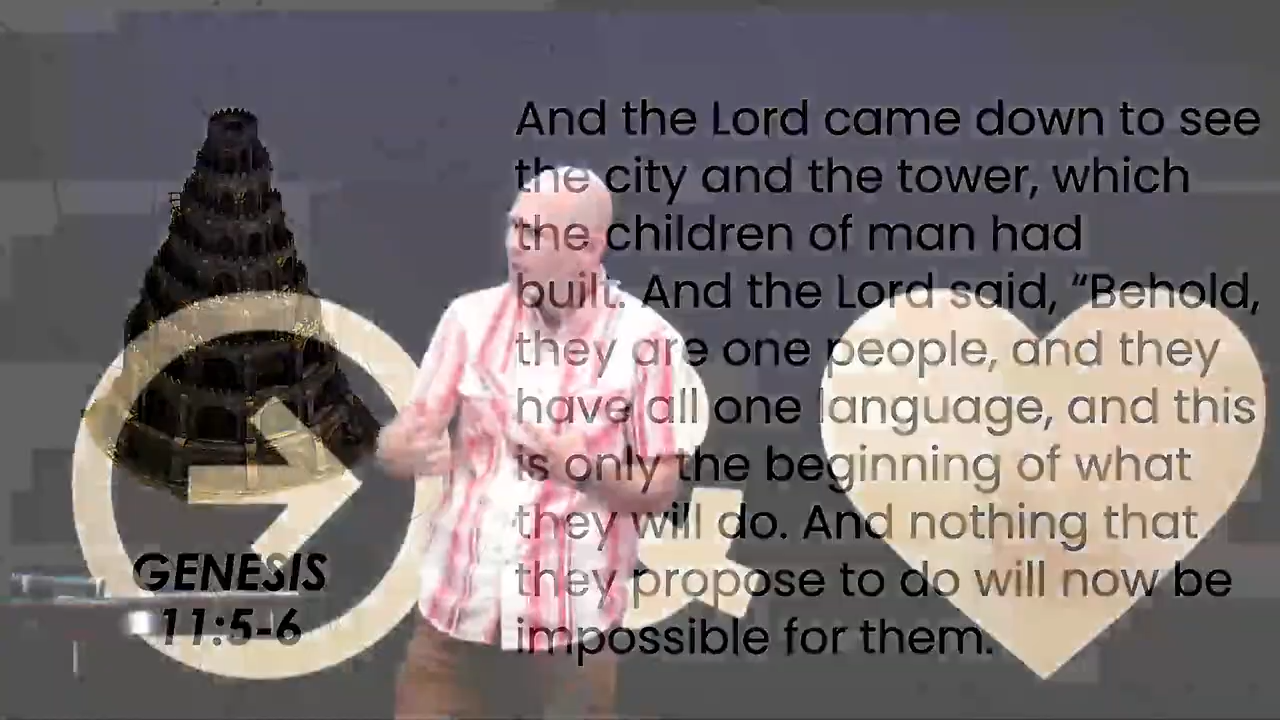 And the Lord came down to see
the city and the tower, which
the children of man had
built. And the Lord said, “Behold,
they are one people, and they
have all one language, and this
is only the beginning of what
they will do. And nothing that
they propose to do will now be
impossible for them.
GENESIS
11:5-6
&